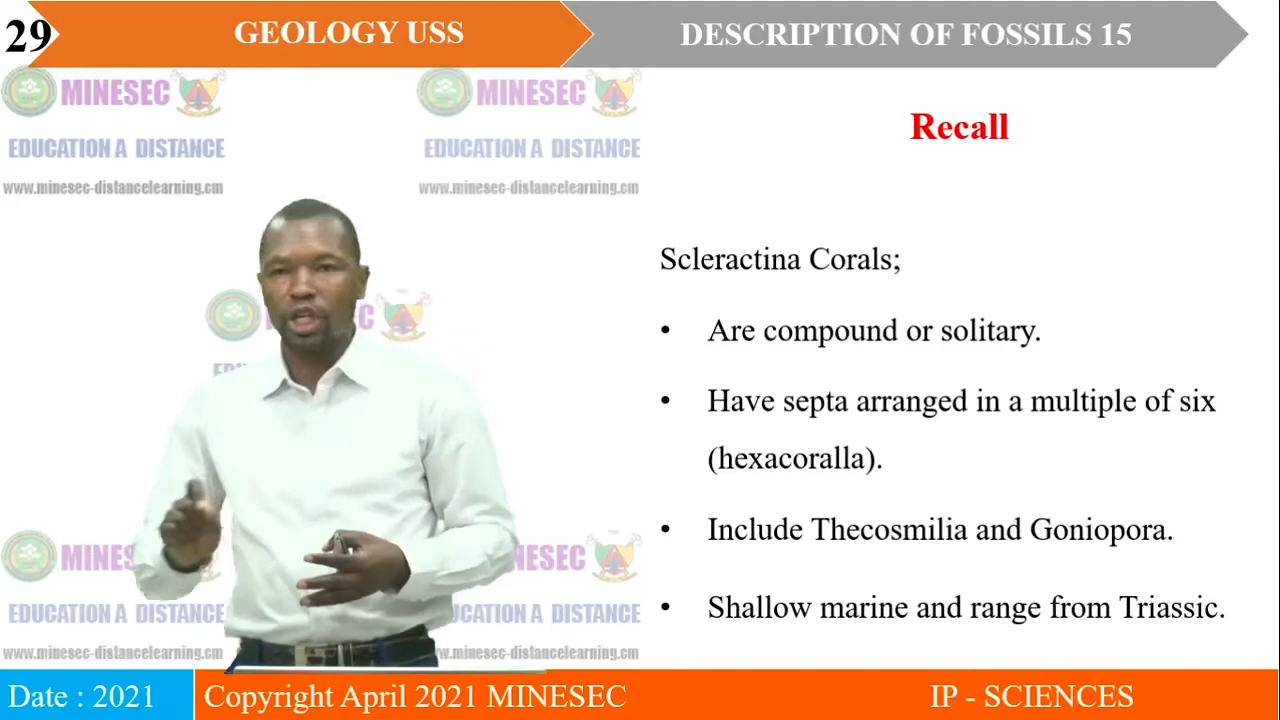 29
GEOLOGY USS
DESCRIPTION OF FOSSILS 15
MINESEC
EDUCATION A DISTANCE
www.minesec-distancelearning.cm
MINESEC
EDUCATION A DISTANCE
www.minesec-distancelearning.cm
Recall
Scleractina Corals;
• Are compound or solitary.
• Have septa arranged in a multiple of six
(hexacoralla).
• Include Thecosmilia and Goniopora.
• Shallow marine and range from Triassic.
MINES
EDUCATION A DISTANCE
www.minesec-distancelearning.cm
INESEC
UCATION A DISTANCE
www.minesec-distancelearning.cm
Date : 2021
Copyright April 2021 MINESEC
IP - SCIENCES